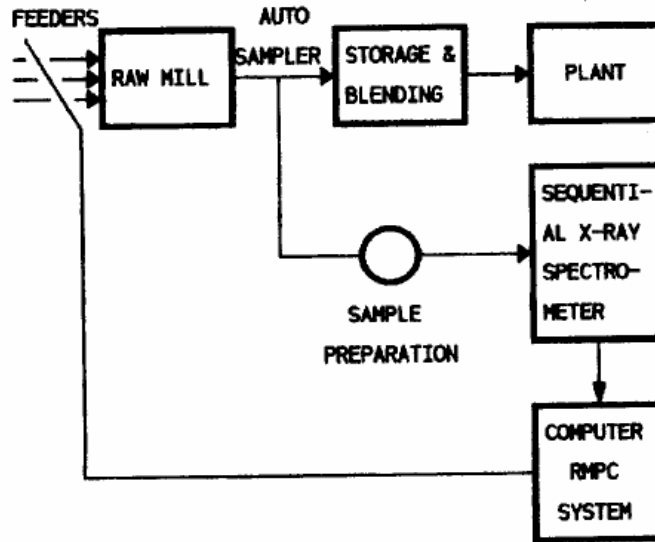 FEEDERS
RAW MILL
AUTO
SAMPLER
STORAGE &
BLENDING
PLANT
SEQUENTI-
AL X-RAY
SPECTRO-
METER
SAMPLE
PREPARATION
COMPUTER
RMPC
SYSTEM